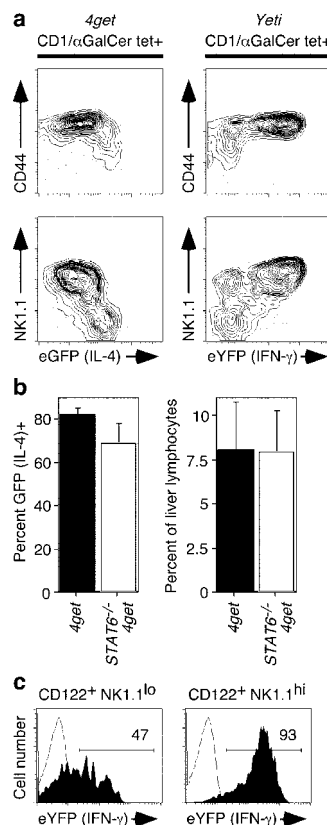 a
4get
Yeti
CD1/αGalCer tet+
CD1/αGalCer tet+
CD44
CD44
NK1.1
NK1.1
eGFP (IL-4)
eYFP (IFN-γ)
b
Percent GFP (IL-4)+
80
60
40
20
0
4get
STAT6-/-
4get
Percent of liver lymphocytes
10
7.5
5
2.5
0
4get
STAT6-/-
4get
c
CD122+ NK1.1lo
CD122+ NK1.1hi
Cell number
47
93
eYFP (IFN-γ)
eYFP (IFN-γ)